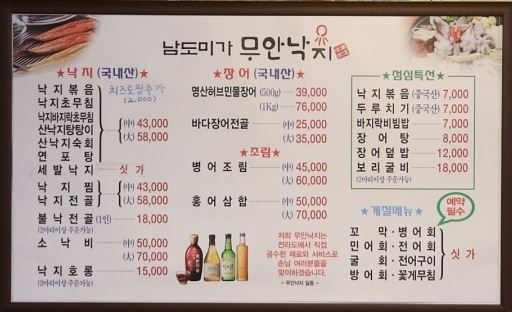 남도미가 무안낙지
★낙지 (국내산)★
낙지볶음 치즈토핑추가 (2,000)
낙지초무침
낙지바지락초무침
산낙지탕탕이 (中) 43,000
산낙지숙회 (大) 58,000
연포탕
세발낙지 싯가
낙지찜 (中) 43,000
낙지전골 (大) 58,000
불낙전골 (1인) 18,000
(2마리이상 주문가능)
소낙비 (中) 50,000
(大) 70,000
낙지호롱 15,000
(2마리이상 주문가능)
★장어 (국내산)★
명산허브민물장어 (500g) 39,000
(1Kg) 76,000
바다장어전골 (中) 25,000
(大) 35,000
★조림★
병어조림 (中) 45,000
(大) 60,000
홍어삼합 (中) 50,000
(大) 70,000
저희 무안낙지는
전라도에서 직접
공수한 재료와 서비스로
손님 여러분들을
맞이하겠습니다.
- 무안낙지 일동 -
★점심특선★
낙지볶음 (중국산) 7,000
두루치기 (중국산) 7,000
바지락비빔밥 7,000
장어탕 8,000
장어덮밥 12,000
보리굴비 18,000
(2마리이상 주문가능)
★계절메뉴★
예약
필수
꼬막·병어회
민어회·전어회
굴회·전어구이
방어회·꽃게무침
싯가